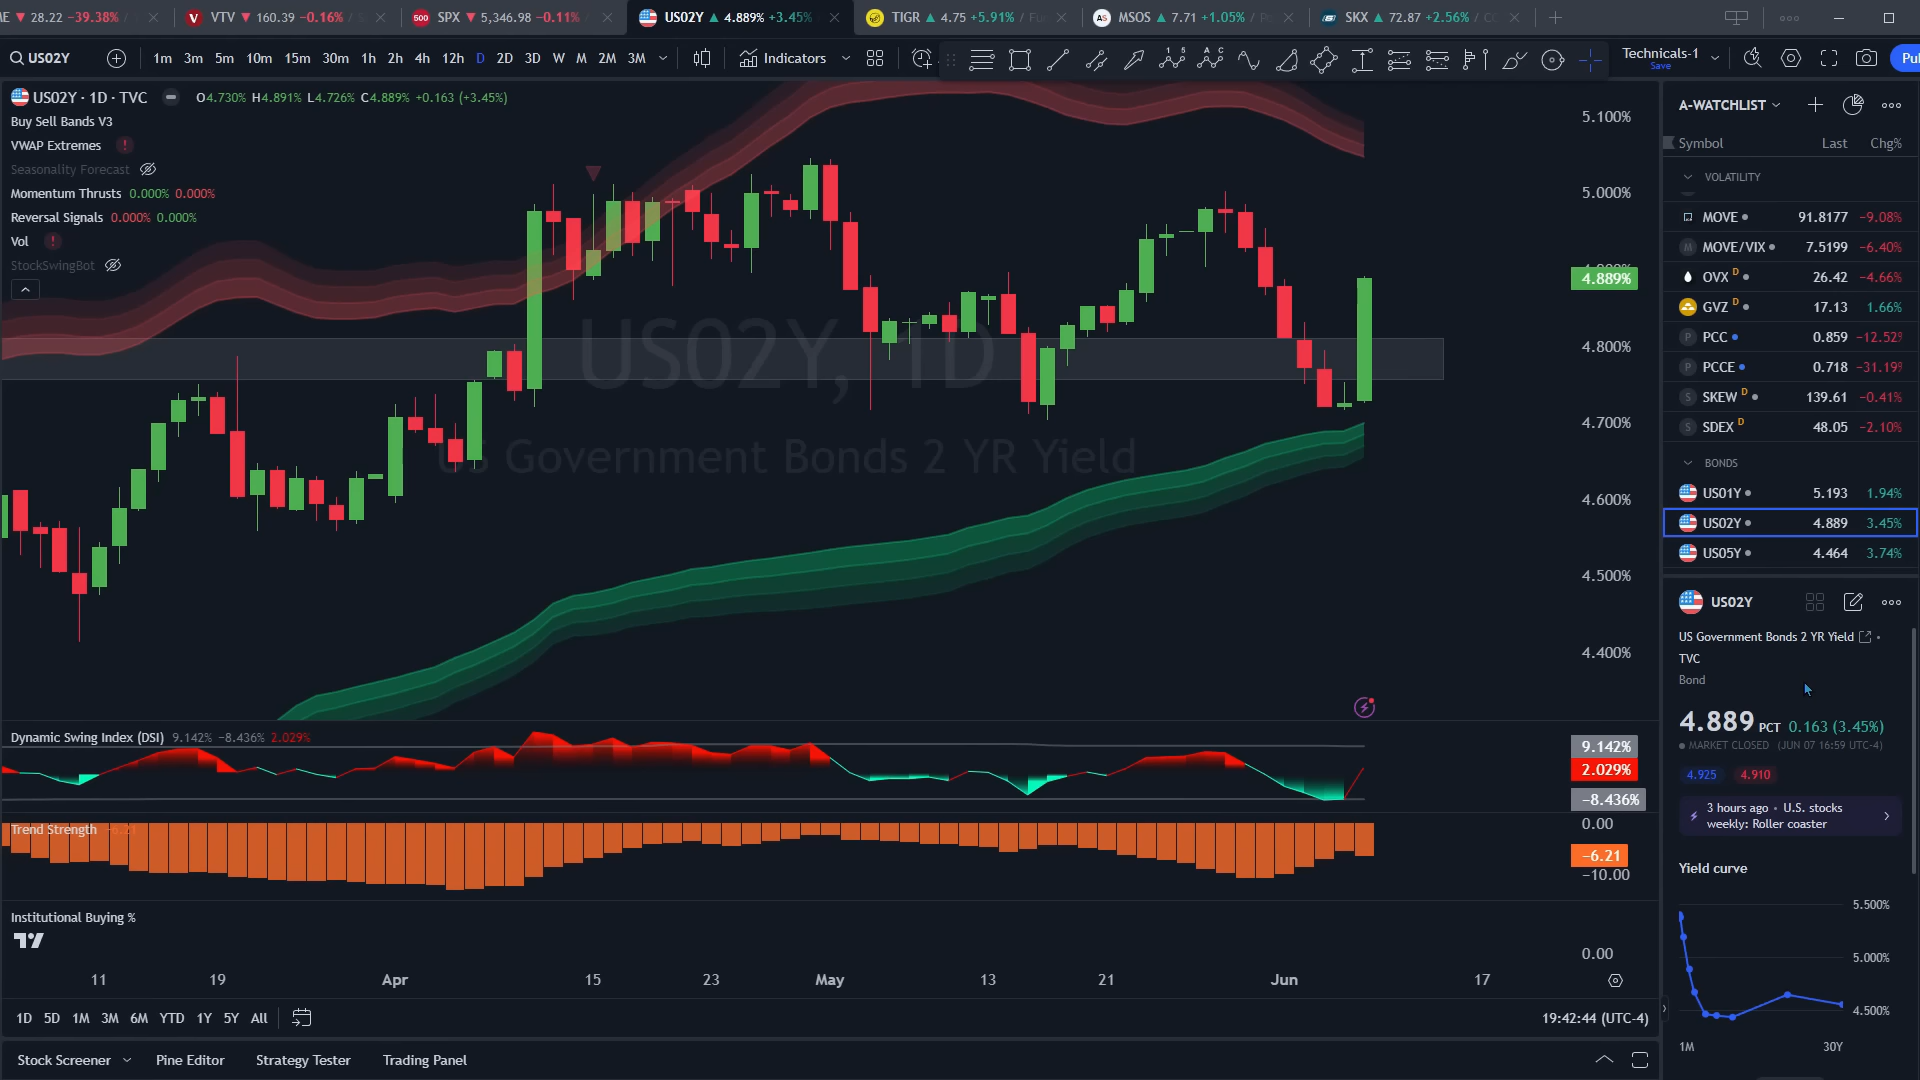 ME ▼ 28.22 −39.38% /
V VTV ▼ 160.39 −0.16% /
500 SPX ▼ 5,346.98 −0.11%
US02Y ▲ 4.889% +3.45% /
TIGR ▲ 4.75 +5.91% /
AS MSOS ▲ 7.71 +1.05% /
SKX ▲ 72.87 +2.56% /
US02Y
1m 3m 5m 10m 15m 30m 1h 2h 4h 12h D 2D 3D W M 2M 3M
Indicators
Technicals-1
Save
Pu
US02Y · 1D · TVC O4.730% H4.891% L4.726% C4.889% +0.163 (+3.45%)
Buy Sell Bands V3
VWAP Extremes !
Seasonality Forecast
Momentum Thrusts 0.000% 0.000%
Reversal Signals 0.000% 0.000%
Vol !
StockSwingBot
US02Y, 1D
US Government Bonds 2 YR Yield
5.100%
5.000%
4.889%
4.800%
4.700%
4.600%
4.500%
4.400%
Dynamic Swing Index (DSI) 9.142% −8.436% 2.029%
9.142%
2.029%
−8.436%
Trend Strength −6.21
0.00
−6.21
−10.00
Institutional Buying %
0.00
11 19 Apr 15 23 May 13 21 Jun 17
1D 5D 1M 3M 6M YTD 1Y 5Y All
19:42:44 (UTC-4)
Stock Screener Pine Editor Strategy Tester Trading Panel
A-WATCHLIST
Symbol Last Chg%
VOLATILITY
MOVE 91.8177 −9.08%
M MOVE/VIX 7.5199 −6.40%
OVX D 26.42 −4.66%
GVZ D 17.13 1.66%
P PCC 0.859 −12.52%
P PCCE 0.718 −31.19%
S SKEW D 139.61 −0.41%
S SDEX D 48.05 −2.10%
BONDS
US01Y 5.193 1.94%
US02Y 4.889 3.45%
US05Y 4.464 3.74%
US02Y
US Government Bonds 2 YR Yield
TVC
Bond
4.889 PCT 0.163 (3.45%)
MARKET CLOSED (JUN 07 16:59 UTC-4)
4.925 4.910
3 hours ago • U.S. stocks
weekly: Roller coaster
Yield curve
5.500%
5.000%
4.500%
1M 30Y